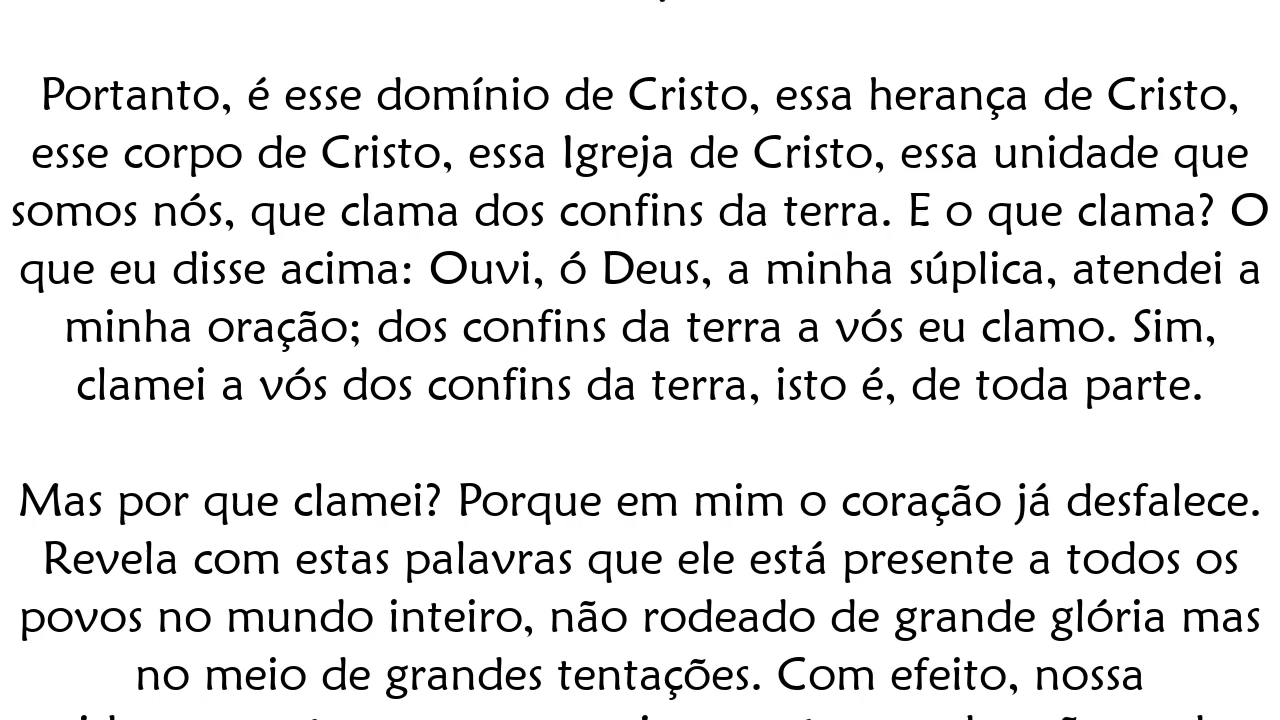 Portanto, é esse domínio de Cristo, essa herança de Cristo,
esse corpo de Cristo, essa Igreja de Cristo, essa unidade que
somos nós, que clama dos confins da terra. E o que clama? O
que eu disse acima: Ouvi, ó Deus, a minha súplica, atendei a
minha oração; dos confins da terra a vós eu clamo. Sim,
clamei a vós dos confins da terra, isto é, de toda parte.
Mas por que clamei? Porque em mim o coração já desfalece.
Revela com estas palavras que ele está presente a todos os
povos no mundo inteiro, não rodeado de grande glória mas
no meio de grandes tentações. Com efeito, nossa